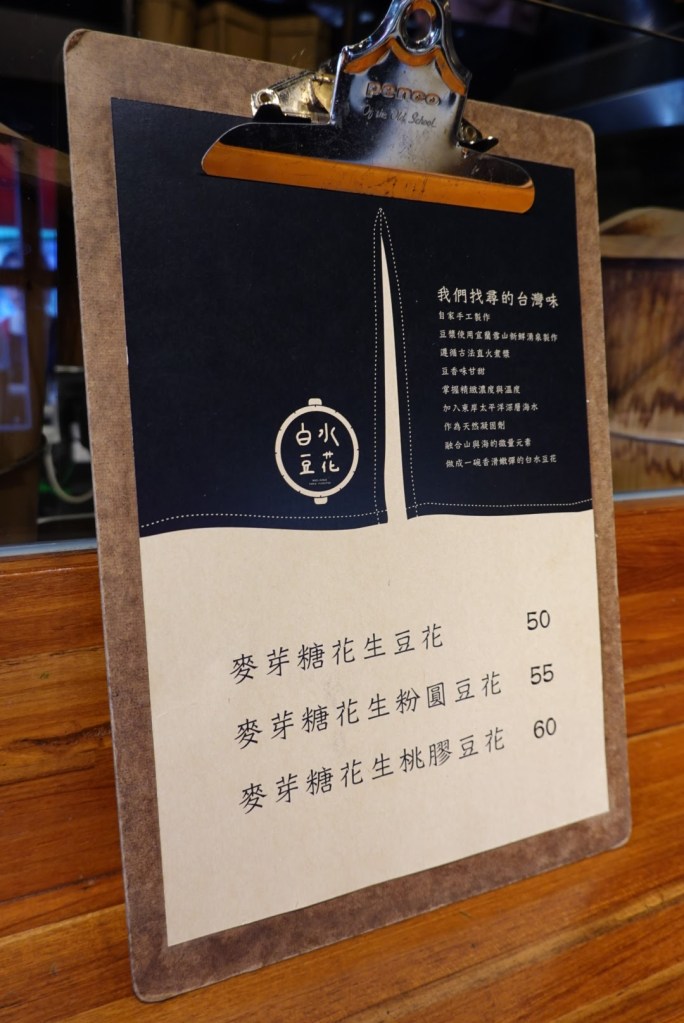 penco
Old School
我們找尋的台灣味
自家手工製作
豆漿使用宜蘭雪山新鮮湧泉製作
遵循古法直火煮漿
豆香味甘甜
掌握精緻濃度與溫度
加入東岸太平洋深層海水
作為天然凝固劑
融合山與海的微量元素
做成一碗香滑嫩彈的白水豆花
白水
豆花
麥芽糖花生豆花 50
麥芽糖花生粉圓豆花 55
麥芽糖花生桃膠豆花 60